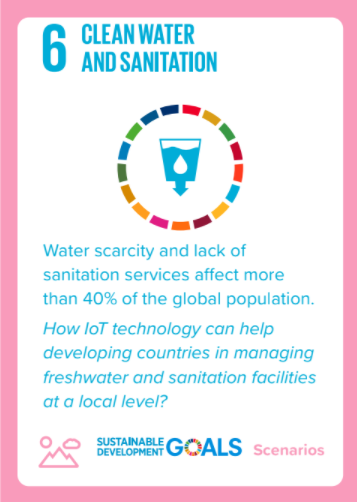 6 CLEAN WATER
AND SANITATION
Water scarcity and lack of
sanitation services affect more
than 40% of the global population.
How IoT technology can help
developing countries in managing
freshwater and sanitation facilities
at a local level?
SUSTAINABLE
DEVELOPMENT GOALS Scenarios